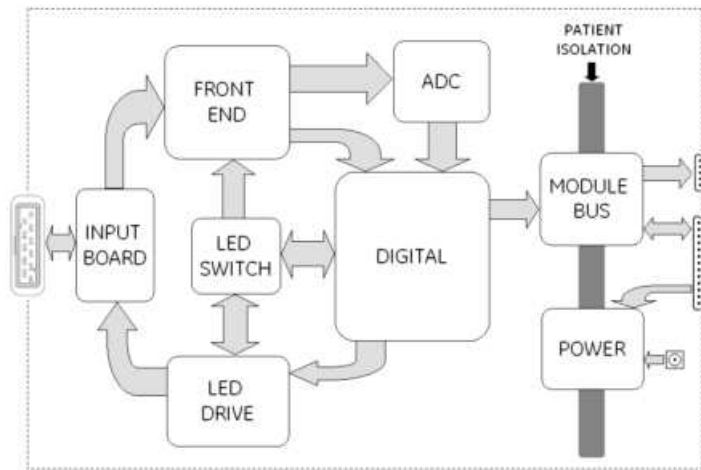 PATIENT
ISOLATION
FRONT
END
ADC
INPUT
BOARD
LED
SWITCH
DIGITAL
MODULE
BUS
LED
DRIVE
POWER